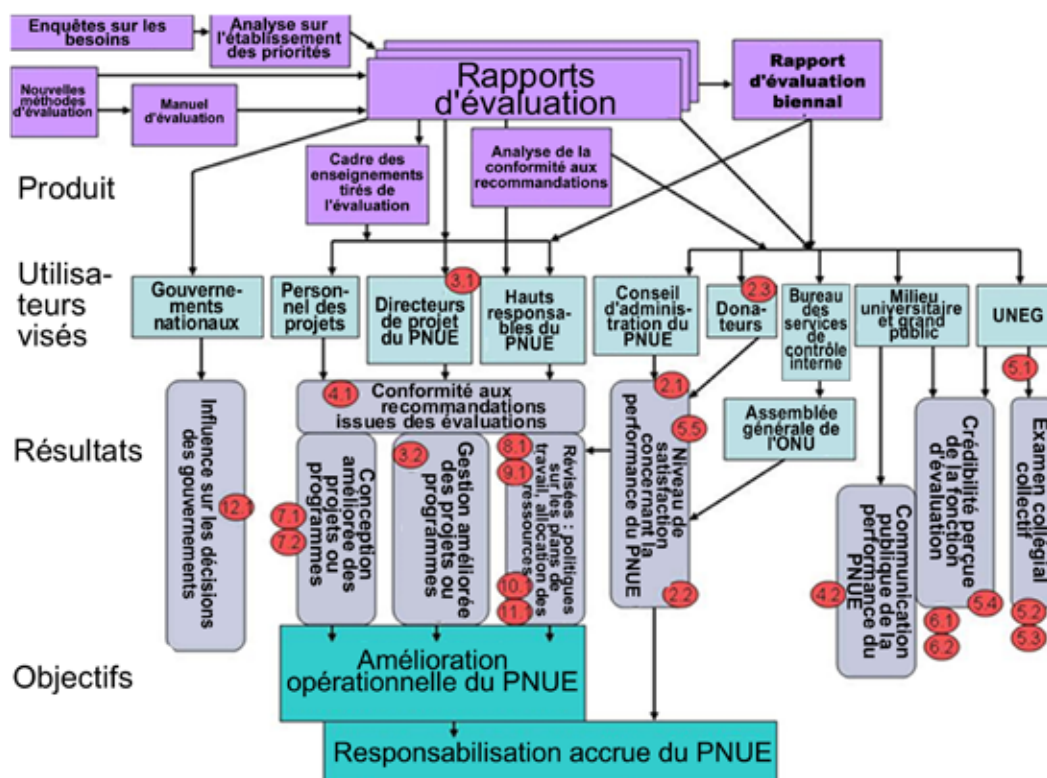 Enquêtes sur les
besoins
Analyse sur
l'établissement
des priorités
Rapports
d'évaluation
Rapport
d'évaluation
biennal
Nouvelles
méthodes
d'évaluation
Manuel
d'évaluation
Cadre des
enseignements
tirés de
l'évaluation
Analyse de la
conformité aux
recommandations
Produit
Utilisa-
teurs
visés
Gouverne-
ments
nationaux
Person-
nel des
projets
3.1
Directeurs
de projet
du PNUE
Hauts
responsa-
bles du
PNUE
Conseil
d'adminis-
tration du
PNUE
2.3
Dona-
teurs
Bureau
des
services
de
contrôle
interne
Milieu
universitaire
et grand
public
UNEG
5.1
Résultats
Influence sur les décisions
des gouvernements
12.1
4.1
Conformité aux
recommandations
issues des évaluations
Conception
améliorée des
projets ou
programmes
7.1
7.2
3.2
Gestion améliorée
des projets ou
programmes
8.1
9.1
Révisées : politiques
sur les plans de
travail, allocation des
ressources
10.1
11.1
2.1
5.5
Niveau de
satisfaction
concernant la
performance du PNUE
2.2
Assemblée
générale de
l'ONU
Communication
publique de la
performance du
PNUE
4.2
Crédibilité perçue
de la fonction
d'évaluation
5.4
6.1
6.2
Examen collégial
collectif
5.2
5.3
Objectifs
Amélioration
opérationnelle du PNUE
Responsabilisation accrue du PNUE